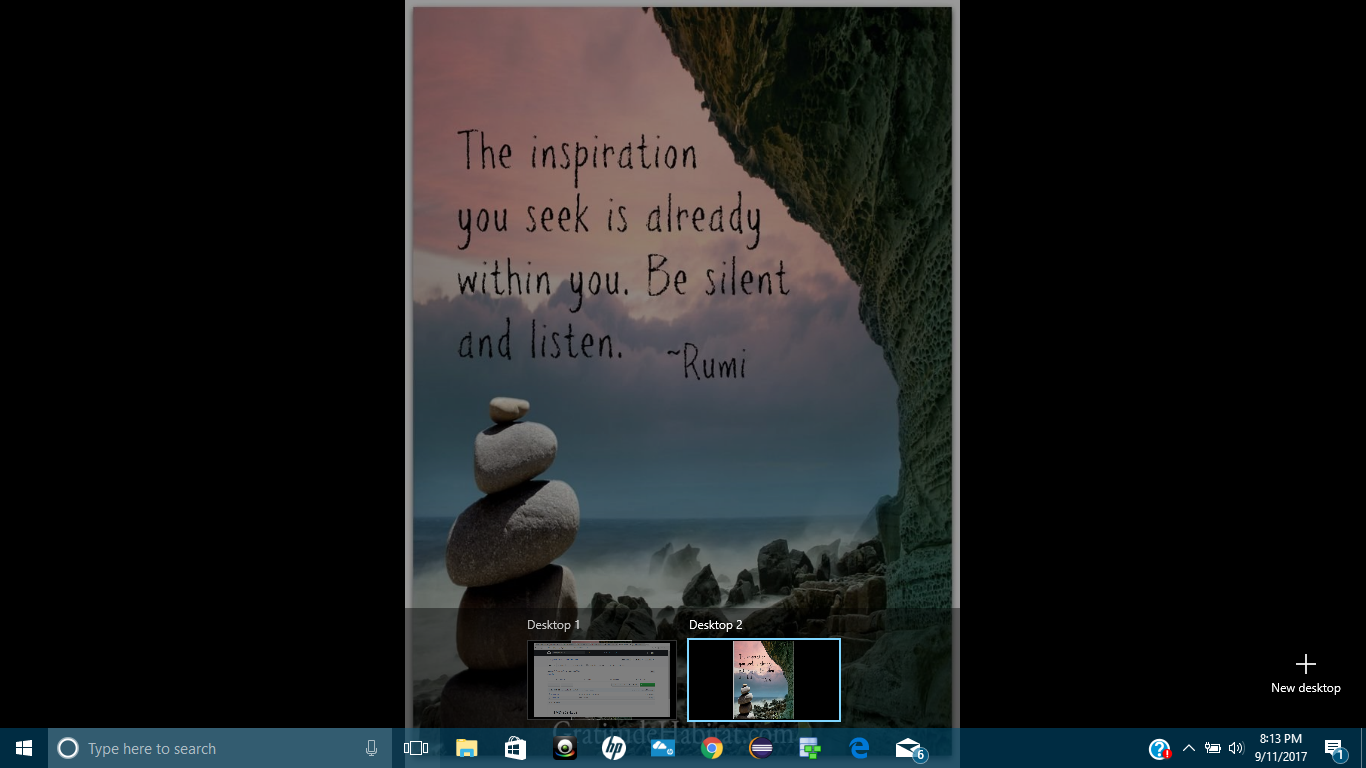 The inspiration
you seek is already
within you. Be silent
and listen.
~Rumi
Desktop 1
Desktop 2
New desktop
GratitudeHabitat.com
Type here to search
hp
6
8:13 PM
9/11/2017
1